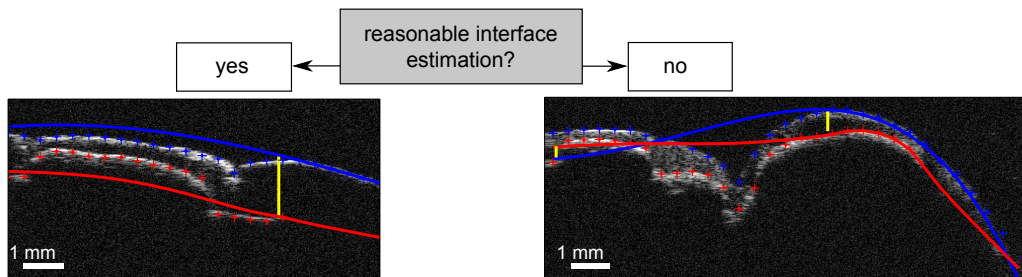 reasonable interface
estimation?
yes
no
1 mm
1 mm